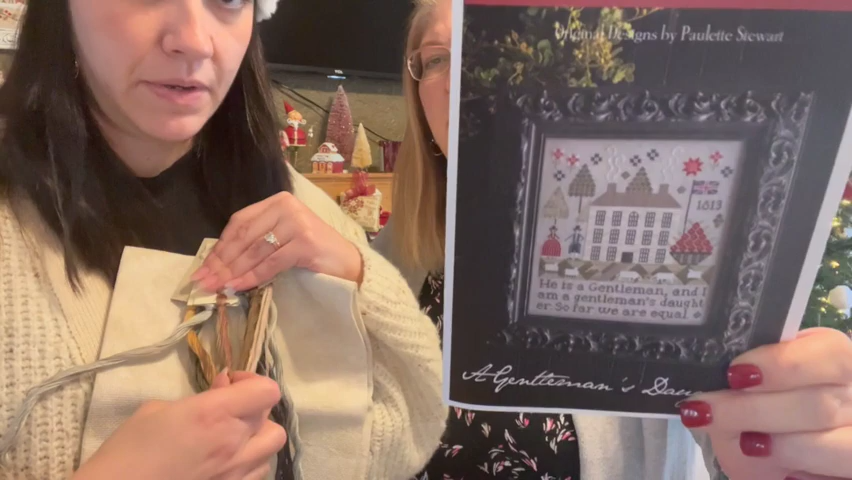 Original Designs by Paulette Stewart
1813
He is a Gentleman, and I
am a gentleman's daught
er. So far we are equal
A Gentleman's